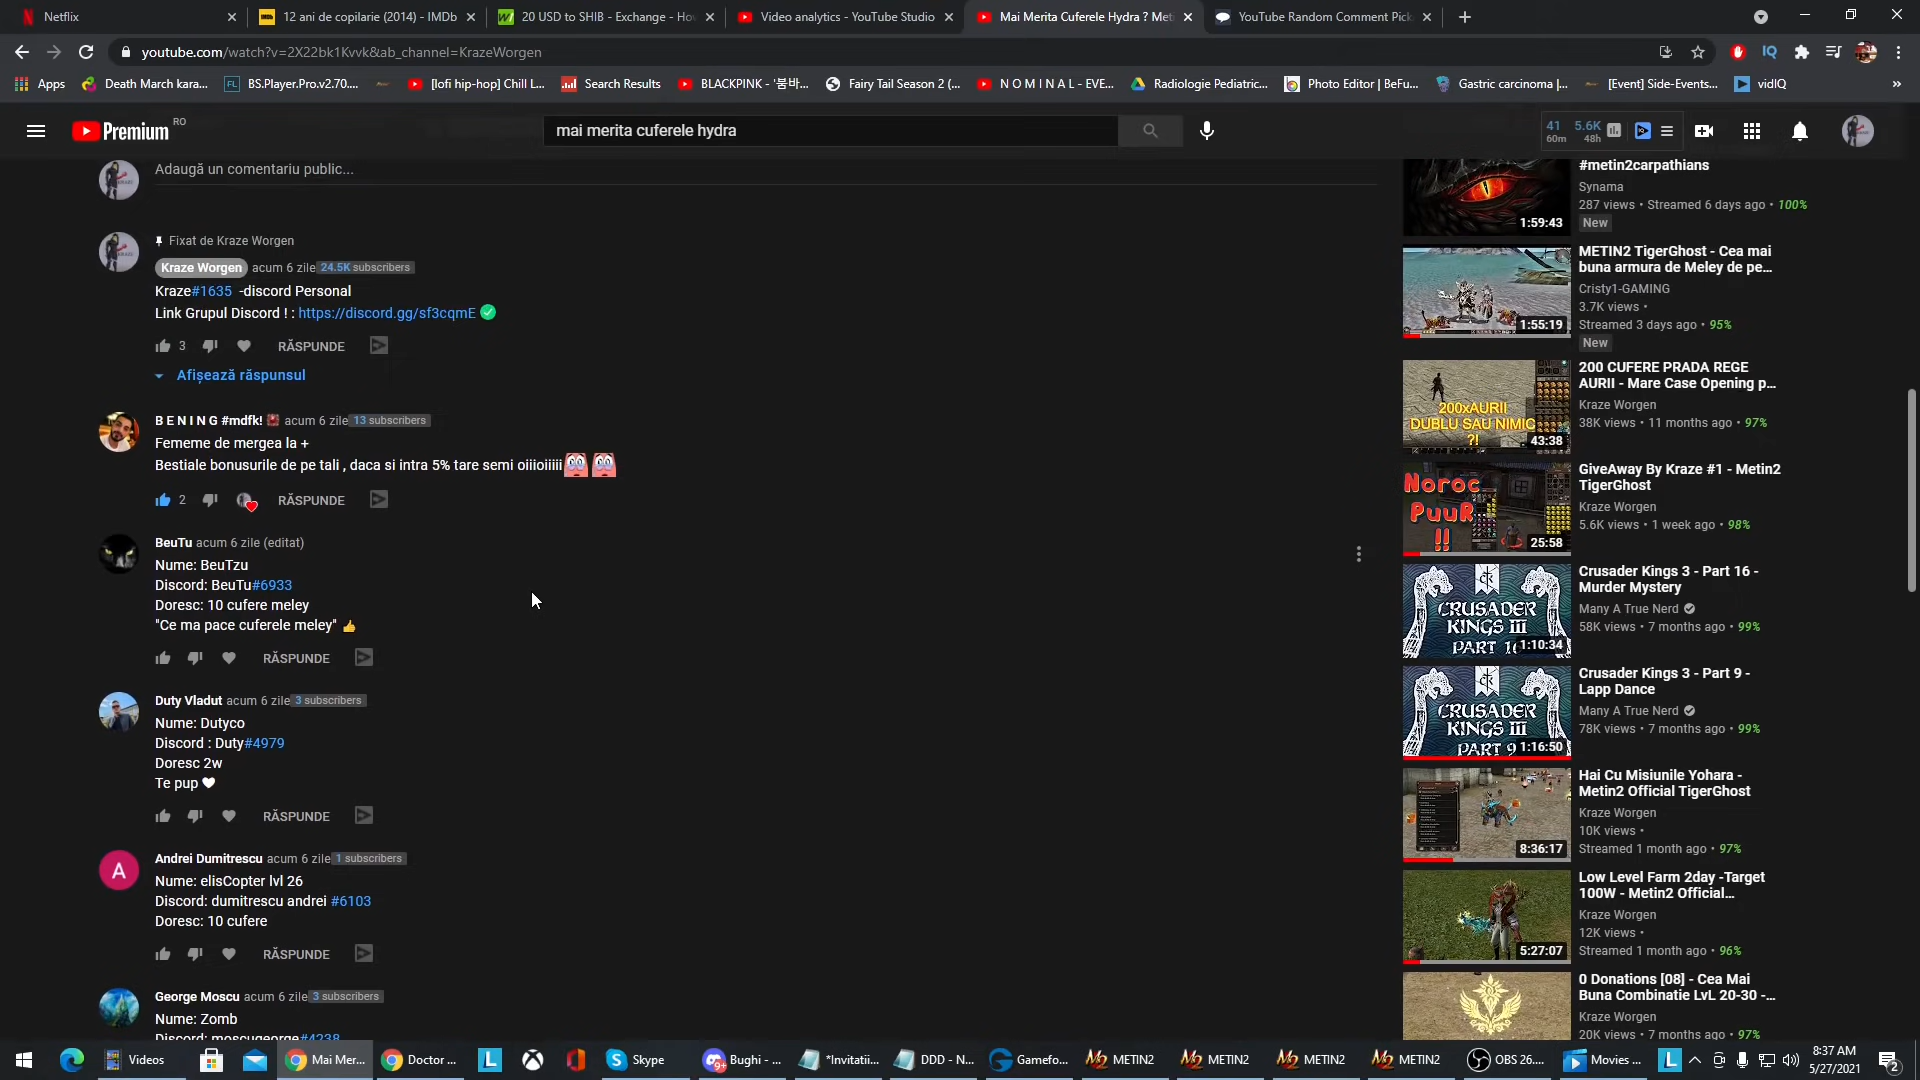 Netflix
12 ani de copilarie (2014) - IMDb
20 USD to SHIB - Exchange - Ho
Video analytics - YouTube Studio
Mai Merita Cuferele Hydra ? Met
YouTube Random Comment Pick
youtube.com/watch?v=2X22bk1Kvvk&ab_channel=KrazeWorgen
Apps
Death March kara...
BS.Player.Pro.v2.70....
[lofi hip-hop] Chill L...
Search Results
BLACKPINK - '붐바...
Fairy Tail Season 2 (...
N O M I N A L - EVE...
Radiologie Pediatric...
Photo Editor | BeFu...
Gastric carcinoma |...
[Event] Side-Events...
vidIQ
Premium RO
mai merita cuferele hydra
41 60m
5.6K 48h
Adaugă un comentariu public...
Fixat de Kraze Worgen
Kraze Worgen acum 6 zile 24.5K subscribers
Kraze#1635 -discord Personal
Link Grupul Discord ! : https://discord.gg/sf3cqmE
3 RĂSPUNDE
Afișează răspunsul
B E N I N G #mdfk! acum 6 zile 13 subscribers
Fememe de mergea la +
Bestiale bonusurile de pe tali , daca si intra 5% tare semi oiiioiiiii
2 RĂSPUNDE
BeuTu acum 6 zile (editat)
Nume: BeuTzu
Discord: BeuTu#6933
Doresc: 10 cufere meley
"Ce ma pace cuferele meley" 👍
RĂSPUNDE
Duty Vladut acum 6 zile 3 subscribers
Nume: Dutyco
Discord : Duty#4979
Doresc 2w
Te pup ♥
RĂSPUNDE
A
Andrei Dumitrescu acum 6 zile 1 subscribers
Nume: elisCopter lvl 26
Discord: dumitrescu andrei #6103
Doresc: 10 cufere
RĂSPUNDE
George Moscu acum 6 zile 3 subscribers
Nume: Zomb
Discord: moscugeorge#4238
#metin2carpathians
Synama
287 views • Streamed 6 days ago • 100%
New
1:59:43
METIN2 TigerGhost - Cea mai
buna armura de Meley de pe...
Cristy1-GAMING
3.7K views •
Streamed 3 days ago • 95%
New
1:55:19
200xAURII
DUBLU SAU NIMIC
?!
43:38
200 CUFERE PRADA REGE
AURII - Mare Case Opening p...
Kraze Worgen
38K views • 11 months ago • 97%
Noroc
PuuR
!!
25:58
GiveAway By Kraze #1 - Metin2
TigerGhost
Kraze Worgen
5.6K views • 1 week ago • 98%
CRUSADER
KINGS III
PART 16
1:10:34
Crusader Kings 3 - Part 16 -
Murder Mystery
Many A True Nerd
58K views • 7 months ago • 99%
CRUSADER
KINGS III
PART 9
1:16:50
Crusader Kings 3 - Part 9 -
Lapp Dance
Many A True Nerd
78K views • 7 months ago • 99%
8:36:17
Hai Cu Misiunile Yohara -
Metin2 Official TigerGhost
Kraze Worgen
10K views •
Streamed 1 month ago • 97%
5:27:07
Low Level Farm 2day -Target
100W - Metin2 Official...
Kraze Worgen
12K views •
Streamed 1 month ago • 96%
0 Donations [08] - Cea Mai
Buna Combinatie LvL 20-30 -...
Kraze Worgen
20K views • 7 months ago • 97%
Videos
Mai Mer...
Doctor ...
Skype
Bughi - ...
*Invitatii...
DDD - N...
Gamefo...
METIN2
METIN2
METIN2
METIN2
OBS 26....
Movies ...
8:37 AM
5/27/2021
2